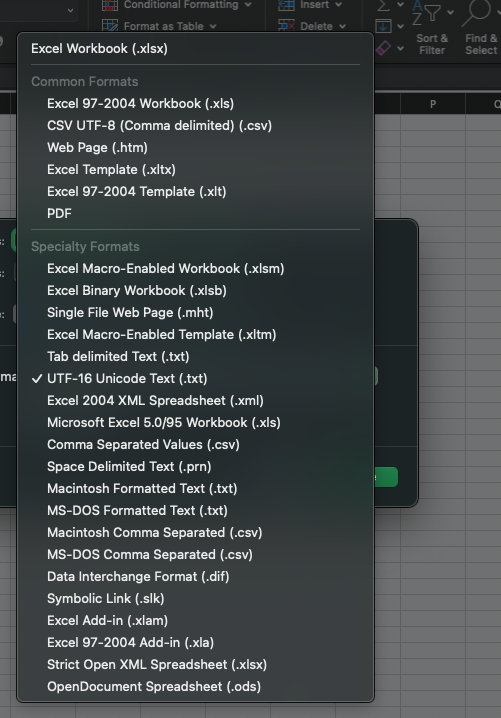 Conditional Formatting
Insert
Format as Table
Delete
Sort &
Filter
Find &
Select
Excel Workbook (.xlsx)
Common Formats
Excel 97-2004 Workbook (.xls)
CSV UTF-8 (Comma delimited) (.csv)
Web Page (.htm)
Excel Template (.xltx)
Excel 97-2004 Template (.xlt)
PDF
P
Specialty Formats
Excel Macro-Enabled Workbook (.xlsm)
Excel Binary Workbook (.xlsb)
Single File Web Page (.mht)
Excel Macro-Enabled Template (.xltm)
Tab delimited Text (.txt)
UTF-16 Unicode Text (.txt)
Excel 2004 XML Spreadsheet (.xml)
Microsoft Excel 5.0/95 Workbook (.xls)
Comma Separated Values (.csv)
Space Delimited Text (.prn)
Macintosh Formatted Text (.txt)
MS-DOS Formatted Text (.txt)
Macintosh Comma Separated (.csv)
MS-DOS Comma Separated (.csv)
Data Interchange Format (.dif)
Symbolic Link (.slk)
Excel Add-in (.xlam)
Excel 97-2004 Add-in (.xla)
Strict Open XML Spreadsheet (.xlsx)
OpenDocument Spreadsheet (.ods)